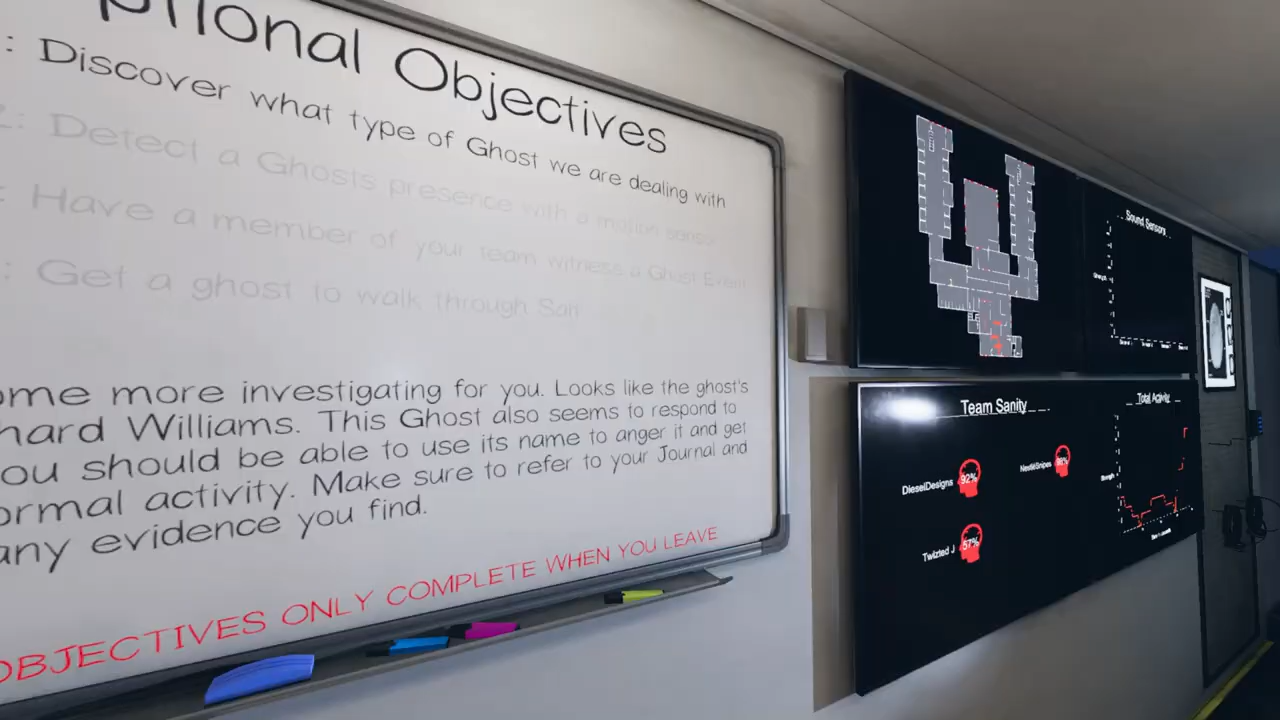 ptional Objectives
: Discover what type of Ghost we are dealing with
2: Detect a Ghosts presence with a motion sensor
: Have a member of your team witness a Ghost Event
: Get a ghost to walk through Salt
ome more investigating for you. Looks like the ghost's
hard Williams. This Ghost also seems to respond to
ou should be able to use its name to anger it and get
ormal activity. Make sure to refer to your Journal and
any evidence you find.
OBJECTIVES ONLY COMPLETE WHEN YOU LEAVE
Sound Sensors
Team Sanity
DieselDesigns 92%
NestléSnipes
Twizted J 57%
Total Activity